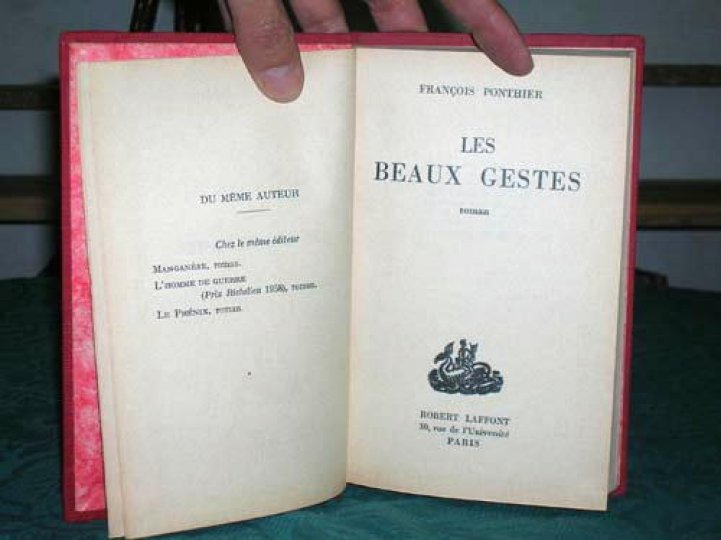 DU MÊME AUTEUR
Chez le même éditeur
MANGANÈSE, roman.
L'HOMME DE GUERRE
(Prix Richelieu 1958), roman.
LE PHÉNIX, roman
FRANÇOIS PONTHIER
LES
BEAUX GESTES
roman
ROBERT LAFFONT
30, rue de l'Université
PARIS